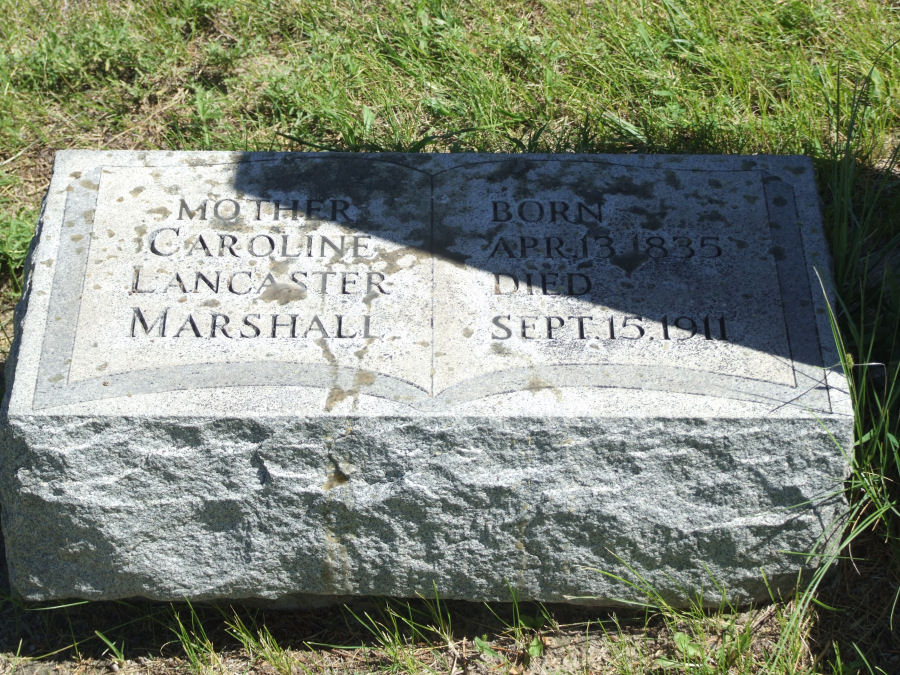 MOTHER
CAROLINE
LANCASTER
MARSHALL
BORN
APR. 13, 1835
DIED
SEPT. 15, 1911